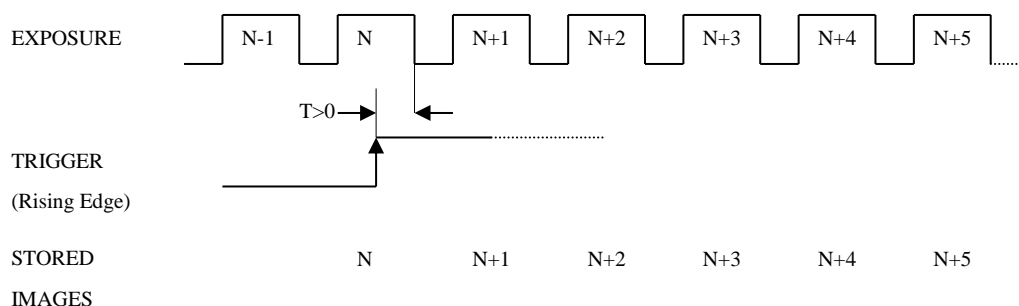 EXPOSURE N-1 N N+1 N+2 N+3 N+4 N+5
T>0
TRIGGER
(Rising Edge)
STORED N N+1 N+2 N+3 N+4 N+5
IMAGES